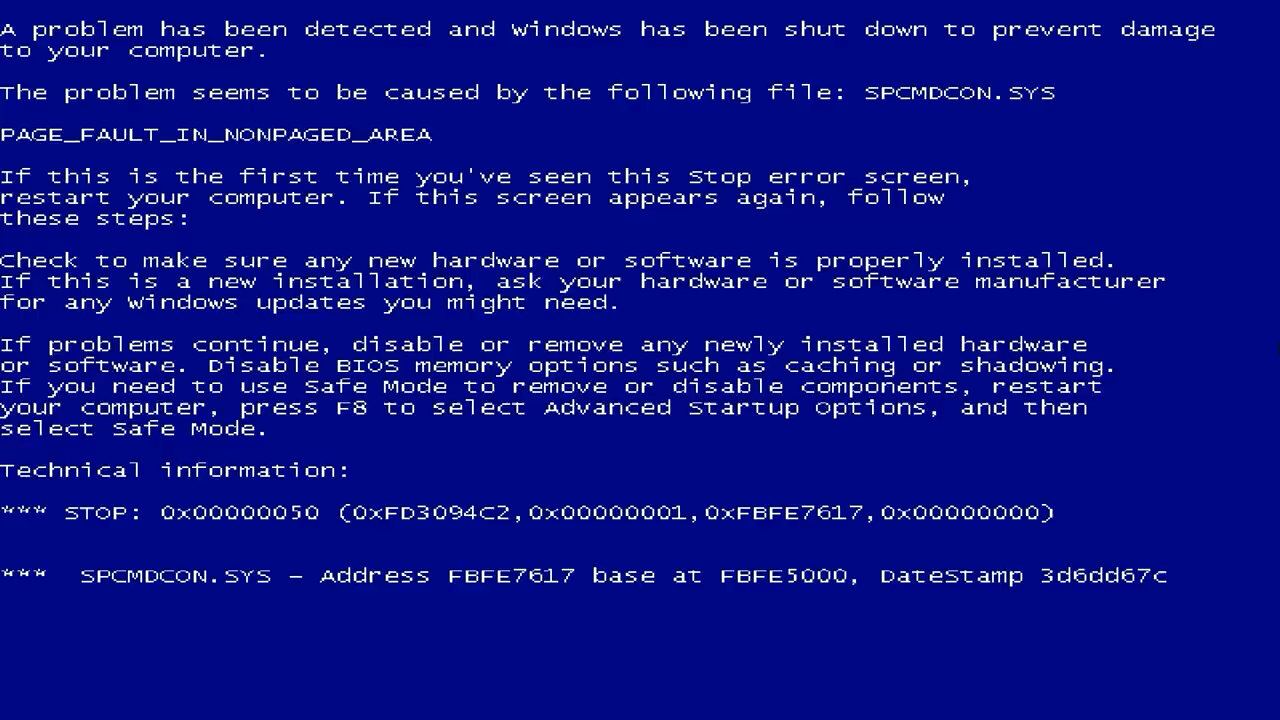 A problem has been detected and Windows has been shut down to prevent damage
to your computer.
The problem seems to be caused by the following file: SPCMDCON.SYS
PAGE_FAULT_IN_NONPAGED_AREA
If this is the first time you've seen this Stop error screen,
restart your computer. If this screen appears again, follow
these steps:
Check to make sure any new hardware or software is properly installed.
If this is a new installation, ask your hardware or software manufacturer
for any Windows updates you might need.
If problems continue, disable or remove any newly installed hardware
or software. Disable BIOS memory options such as caching or shadowing.
If you need to use Safe Mode to remove or disable components, restart
your computer, press F8 to select Advanced Startup Options, and then
select Safe Mode.
Technical information:
*** STOP: 0x00000050 (0xFD3094C2,0x00000001,0xFBFE7617,0x00000000)
***  SPCMDCON.SYS - Address FBFE7617 base at FBFE5000, DateStamp 3d6dd67c